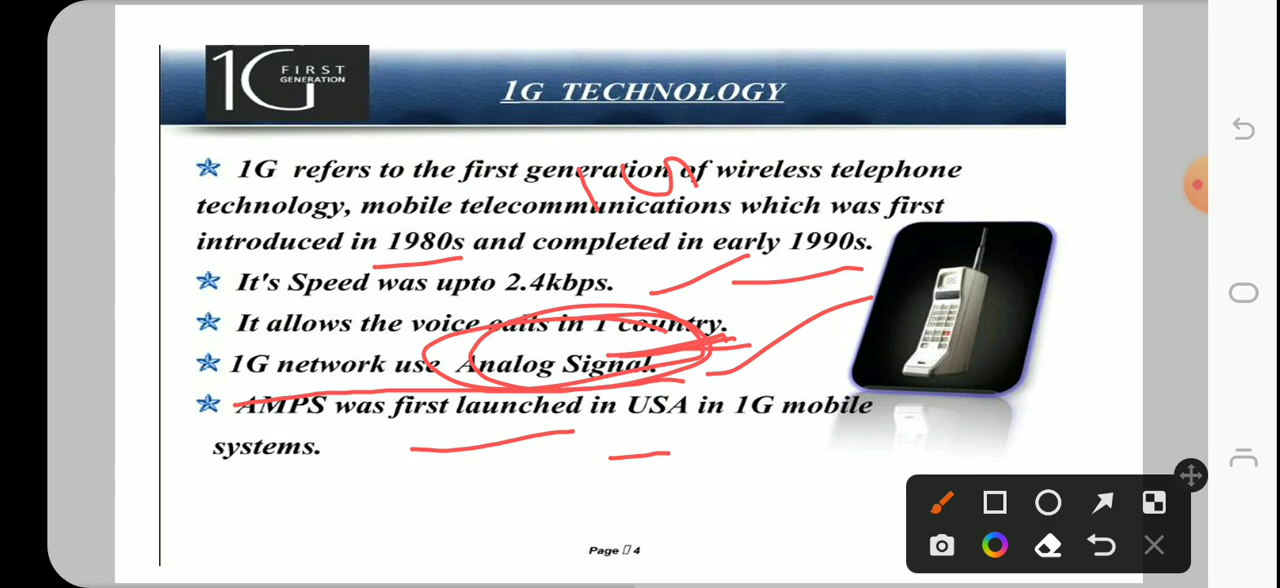 1G FIRST
GENERATION
1G TECHNOLOGY
1G refers to the first generation of wireless telephone
technology, mobile telecommunications which was first
introduced in 1980s and completed in early 1990s.
It's Speed was upto 2.4kbps.
It allows the voice calls in 1 country.
1G network use Analog Signal.
AMPS was first launched in USA in 1G mobile
systems.
Page 4